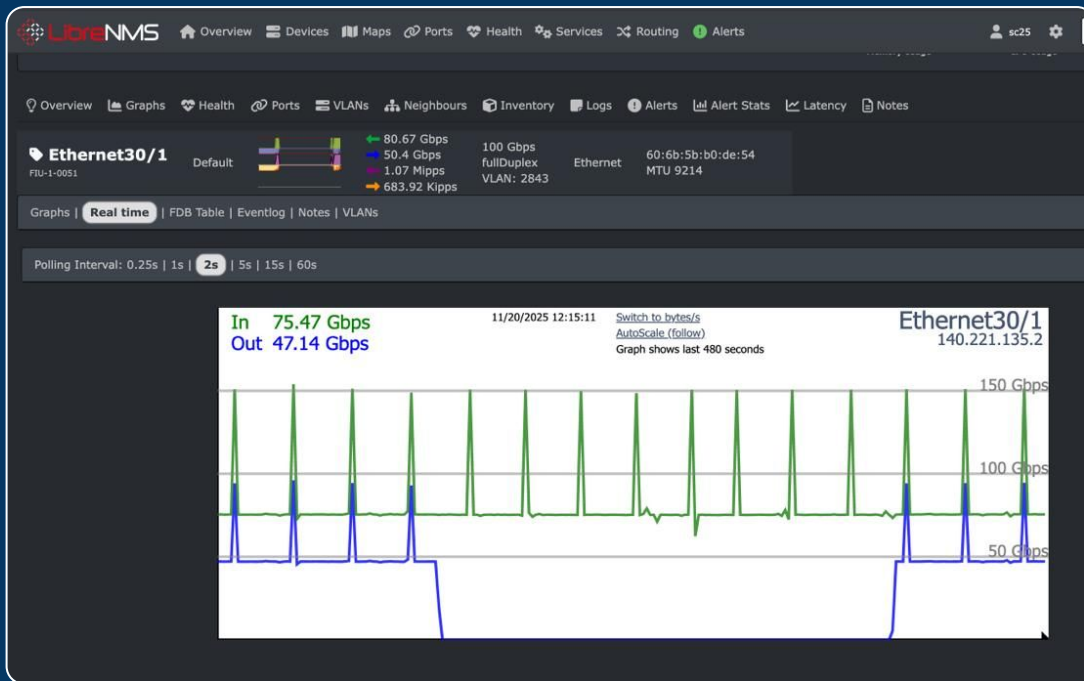 LibreNMS Overview Devices Maps Ports Health Services Routing Alerts sc25
Overview Graphs Health Ports VLANs Neighbours Inventory Logs Alerts Alert Stats Latency Notes
Ethernet30/1
FIU-1-0051
Default
80.67 Gbps
50.4 Gbps
1.07 Mipps
683.92 Kipps
100 Gbps
fullDuplex
VLAN: 2843
Ethernet
60:6b:5b:b0:de:54
MTU 9214
Graphs | Real time | FDB Table | Eventlog | Notes | VLANs
Polling Interval: 0.25s | 1s | 2s | 5s | 15s | 60s
In 75.47 Gbps
Out 47.14 Gbps
11/20/2025 12:15:11
Switch to bytes/s
AutoScale (follow)
Graph shows last 480 seconds
Ethernet30/1
140.221.135.2
150 Gbps
100 Gbps
50 Gbps